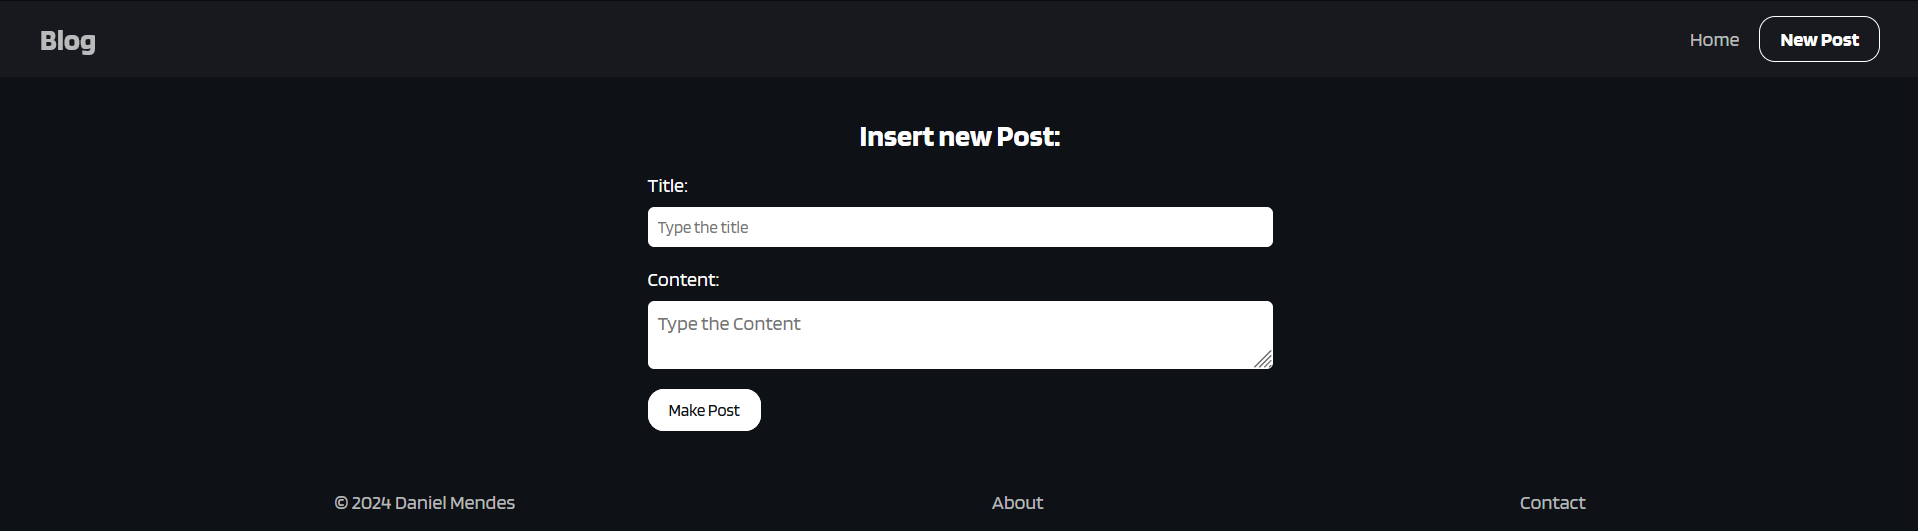 Blog
Home
New Post
Insert new Post:
Title:
Type the title
Content:
Type the Content
Make Post
© 2024 Daniel Mendes
About
Contact